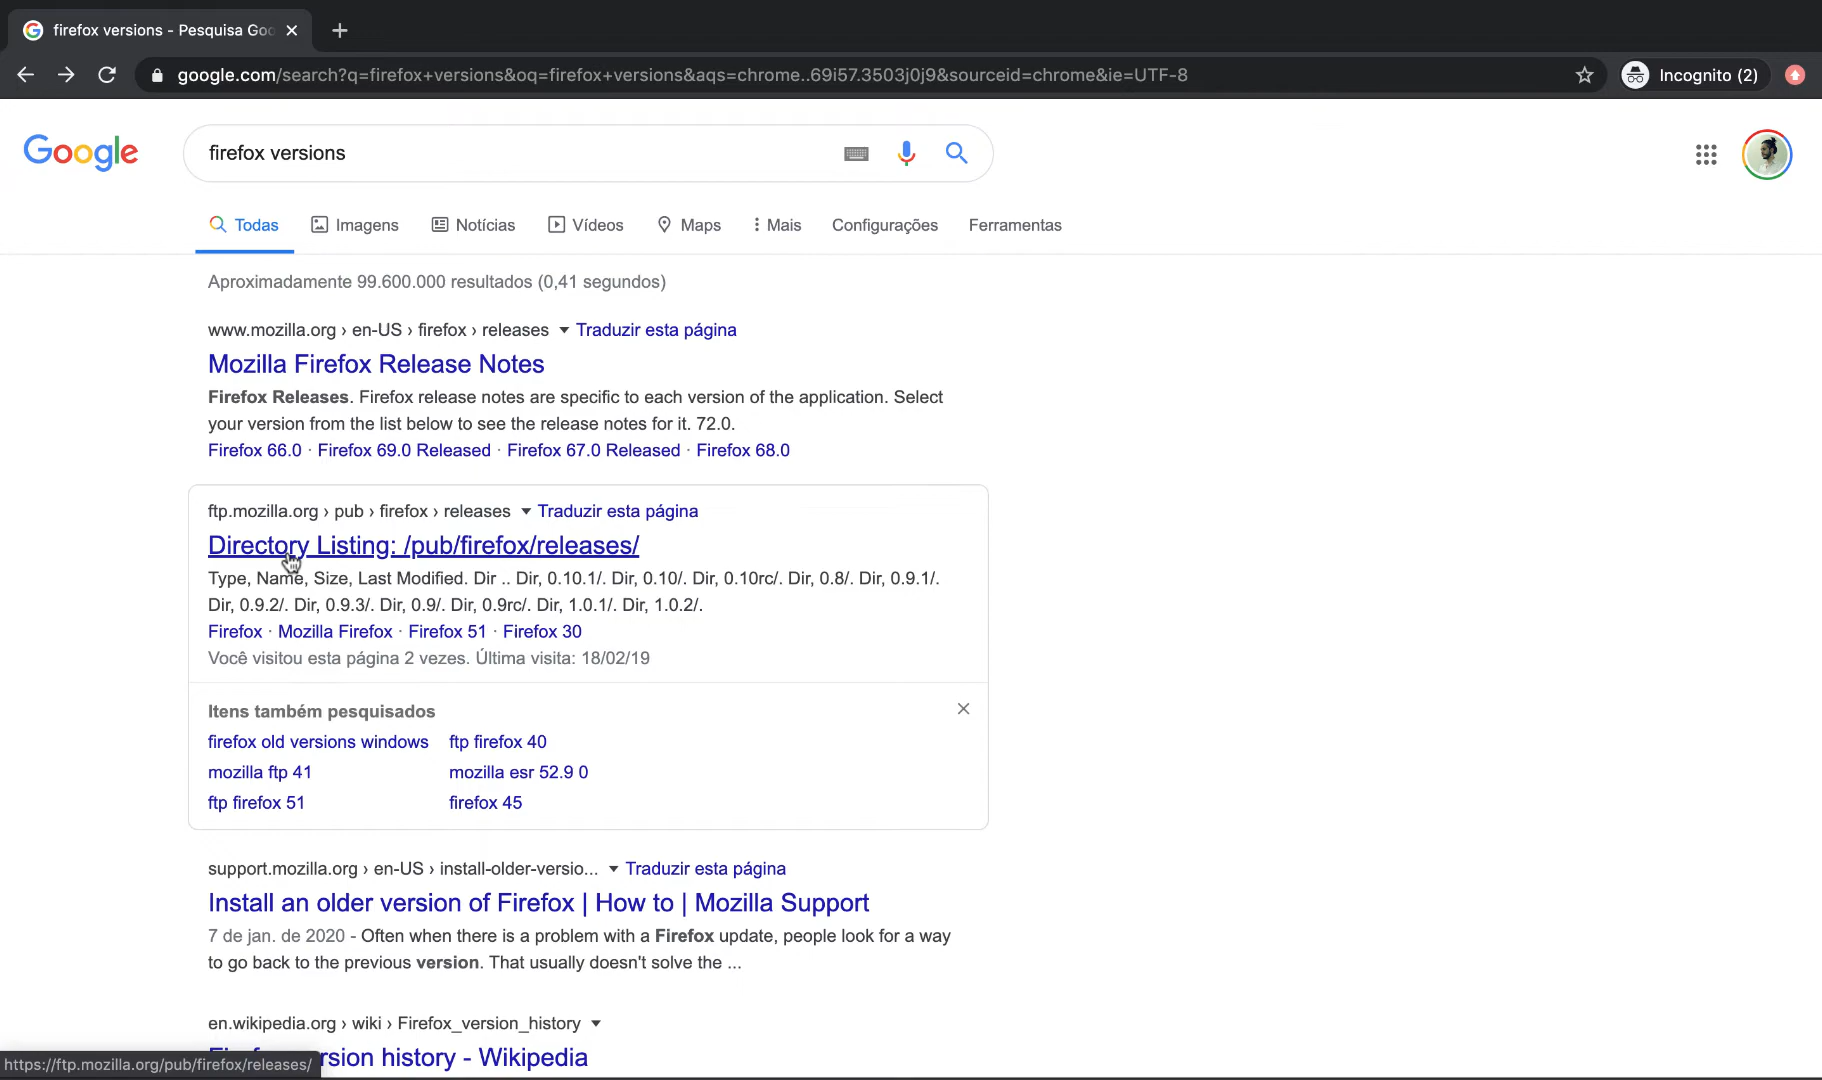 firefox versions - Pesquisa Goo
google.com/search?q=firefox+versions&oq=firefox+versions&aqs=chrome..69i57.3503j0j9&sourceid=chrome&ie=UTF-8
Incognito (2)
Google
firefox versions
Todas Imagens Notícias Vídeos Maps Mais Configurações Ferramentas
Aproximadamente 99.600.000 resultados (0,41 segundos)
www.mozilla.org › en-US › firefox › releases Traduzir esta página
Mozilla Firefox Release Notes
Firefox Releases. Firefox release notes are specific to each version of the application. Select
your version from the list below to see the release notes for it. 72.0.
Firefox 66.0 · Firefox 69.0 Released · Firefox 67.0 Released · Firefox 68.0
ftp.mozilla.org › pub › firefox › releases Traduzir esta página
Directory Listing: /pub/firefox/releases/
Type, Name, Size, Last Modified. Dir .. Dir, 0.10.1/. Dir, 0.10/. Dir, 0.10rc/. Dir, 0.8/. Dir, 0.9.1/.
Dir, 0.9.2/. Dir, 0.9.3/. Dir, 0.9/. Dir, 0.9rc/. Dir, 1.0.1/. Dir, 1.0.2/.
Firefox · Mozilla Firefox · Firefox 51 · Firefox 30
Você visitou esta página 2 vezes. Última visita: 18/02/19
Itens também pesquisados
firefox old versions windows ftp firefox 40
mozilla ftp 41 mozilla esr 52.9 0
ftp firefox 51 firefox 45
support.mozilla.org › en-US › install-older-versio... Traduzir esta página
Install an older version of Firefox | How to | Mozilla Support
7 de jan. de 2020 - Often when there is a problem with a Firefox update, people look for a way
to go back to the previous version. That usually doesn't solve the ...
en.wikipedia.org › wiki › Firefox_version_history
rsion history - Wikipedia
https://ftp.mozilla.org/pub/firefox/releases/